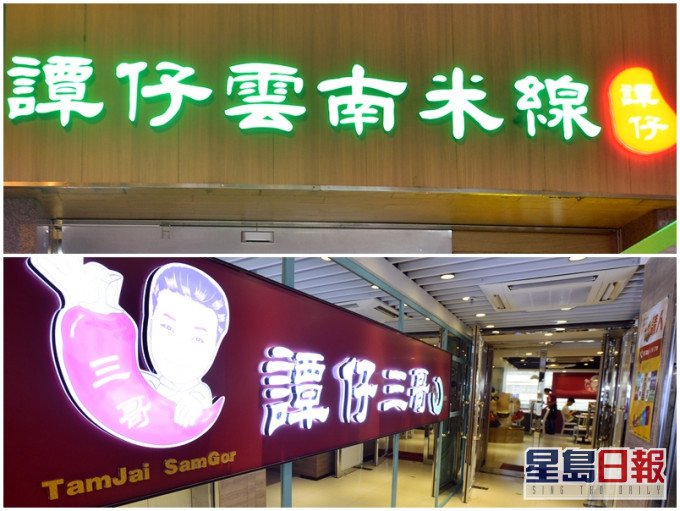 譚仔雲南米線
譚仔
三哥
譚仔三哥
TamJai SamGor
星島日報
SING TAO DAILY